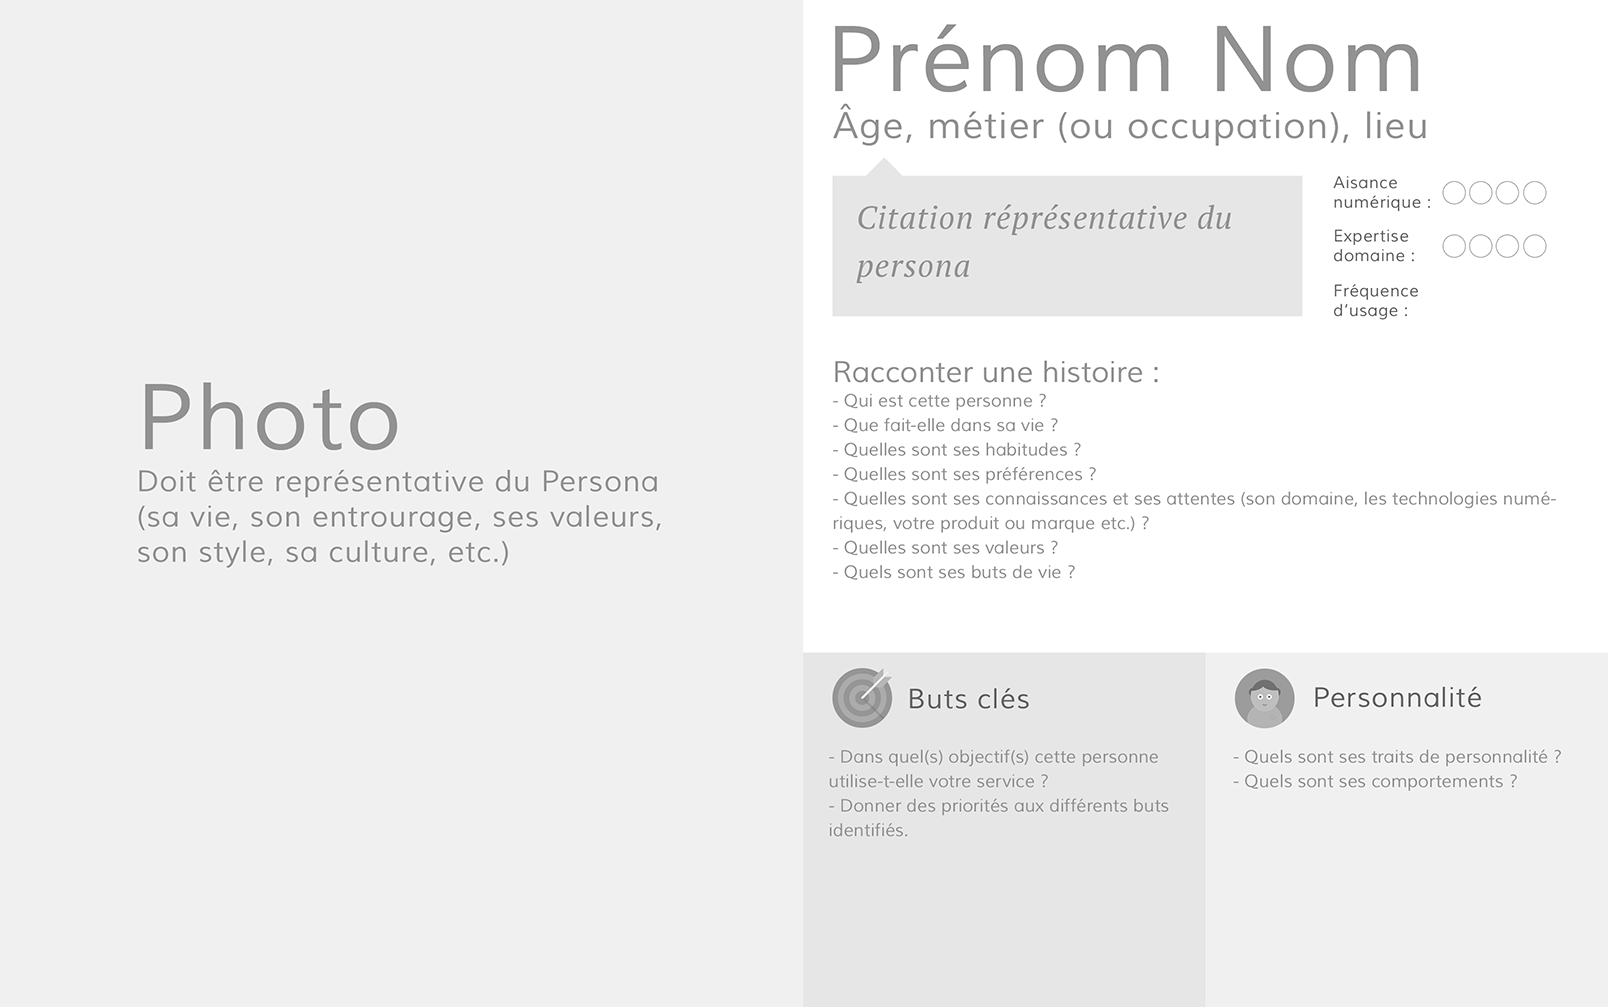 Photo
Doit être représentative du Persona
(sa vie, son entourage, ses valeurs,
son style, sa culture, etc.)
Prénom Nom
Âge, métier (ou occupation), lieu
Citation réprésentative du
persona
Aisance
numérique :
Expertise
domaine :
Fréquence
d’usage :
Racconter une histoire :
- Qui est cette personne ?
- Que fait-elle dans sa vie ?
- Quelles sont ses habitudes ?
- Quelles sont ses préférences ?
- Quelles sont ses connaissances et ses attentes (son domaine, les technologies numé-
riques, votre produit ou marque etc.) ?
- Quelles sont ses valeurs ?
- Quels sont ses buts de vie ?
Buts clés
- Dans quel(s) objectif(s) cette personne
utilise-t-elle votre service ?
- Donner des priorités aux différents buts
identifiés.
Personnalité
- Quels sont ses traits de personnalité ?
- Quels sont ses comportements ?